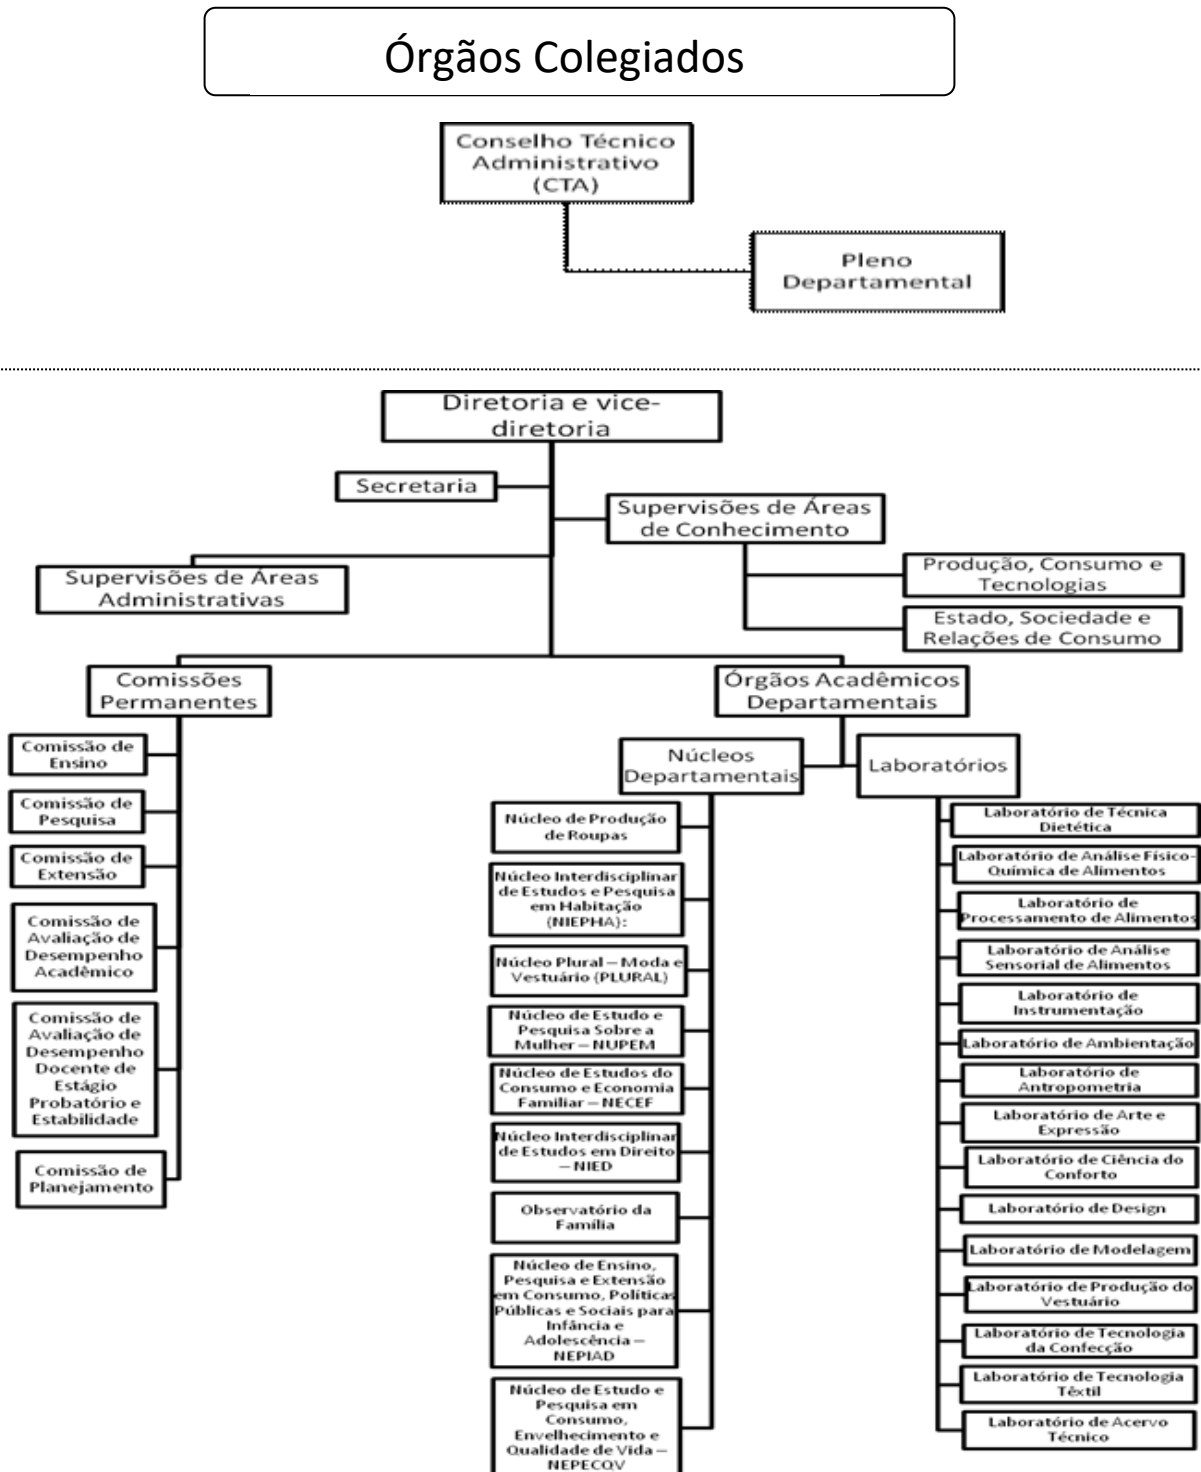 Órgãos Colegiados
Conselho Técnico
Administrativo
(CTA)
Pleno
Departamental
Diretoria e vice-
diretoria
Secretaria
Supervisões de Áreas
de Conhecimento
Supervisões de Áreas
Administrativas
Produção, Consumo e
Tecnologias
Estado, Sociedade e
Relações de Consumo
Comissões
Permanentes
Comissão de
Ensino
Comissão de
Pesquisa
Comissão de
Extensão
Comissão de
Avaliação de
Desempenho
Acadêmico
Comissão de
Avaliação de
Desempenho
Docente de
Estágio
Probatório e
Estabilidade
Comissão de
Planejamento
Órgãos Acadêmicos
Departamentais
Núcleos
Departamentais
Núcleo de Produção
de Roupas
Núcleo Interdisciplinar
de Estudos e Pesquisa
em Habitação
(NIEPHA):
Núcleo Plural – Moda e
Vestuário (PLURAL)
Núcleo de Estudo e
Pesquisa Sobre a
Mulher – NUPEM
Núcleo de Estudos do
Consumo e Economia
Familiar – NECEF
Núcleo Interdisciplinar
de Estudos em Direito
– NIED
Observatório da
Família
Núcleo de Ensino,
Pesquisa e Extensão
em Consumo, Políticas
Públicas e Sociais para
Infância e
Adolescência –
NEPIAD
Núcleo de Estudo e
Pesquisa em
Consumo,
Envelhecimento e
Qualidade de Vida –
NEPECQV
Laboratórios
Laboratório de Técnica
Dietética
Laboratório de Análise Físico-
Química de Alimentos
Laboratório de
Processamento de Alimentos
Laboratório de Análise
Sensorial de Alimentos
Laboratório de
Instrumentação
Laboratório de Ambientação
Laboratório de
Antropometria
Laboratório de Arte e
Expressão
Laboratório de Ciência do
Conforto
Laboratório de Design
Laboratório de Modelagem
Laboratório de Produção do
Vestuário
Laboratório de Tecnologia
da Confecção
Laboratório de Tecnologia
Têxtil
Laboratório de Acervo
Técnico